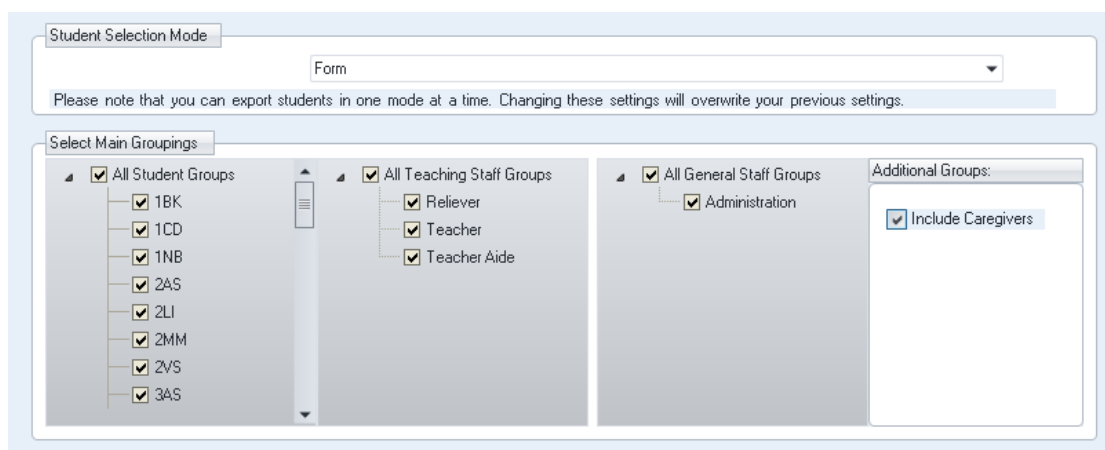 Student Selection Mode
Form
Please note that you can export students in one mode at a time. Changing these settings will overwrite your previous settings.
Select Main Groupings
All Student Groups
1BK
1CD
1NB
2AS
2LI
2MM
2VS
3AS
All Teaching Staff Groups
Reliever
Teacher
Teacher Aide
All General Staff Groups
Administration
Additional Groups:
Include Caregivers